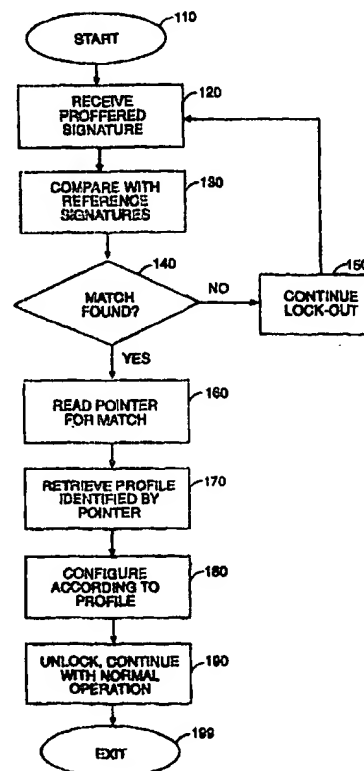 START
110
RECEIVE
PROFFERED
SIGNATURE
120
COMPARE WITH
REFERENCE
SIGNATURES
130
MATCH
FOUND?
140
NO
CONTINUE
LOCK-OUT
150
YES
READ POINTER
FOR MATCH
160
RETRIEVE PROFILE
IDENTIFIED BY
POINTER
170
CONFIGURE
ACCORDING TO
PROFILE
180
UNLOCK, CONTINUE
WITH NORMAL
OPERATION
190
EXIT
199